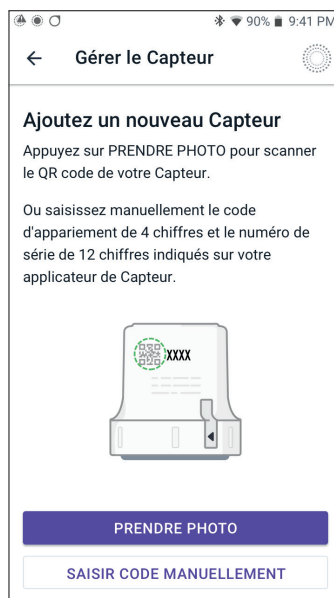 90% 9:41 PM
Gérer le Capteur
Ajoutez un nouveau Capteur
Appuyez sur PRENDRE PHOTO pour scanner
le QR code de votre Capteur.
Ou saisissez manuellement le code
d'appariement de 4 chiffres et le numéro de
série de 12 chiffres indiqués sur votre
applicateur de Capteur.
XXXX
PRENDRE PHOTO
SAISIR CODE MANUELLEMENT